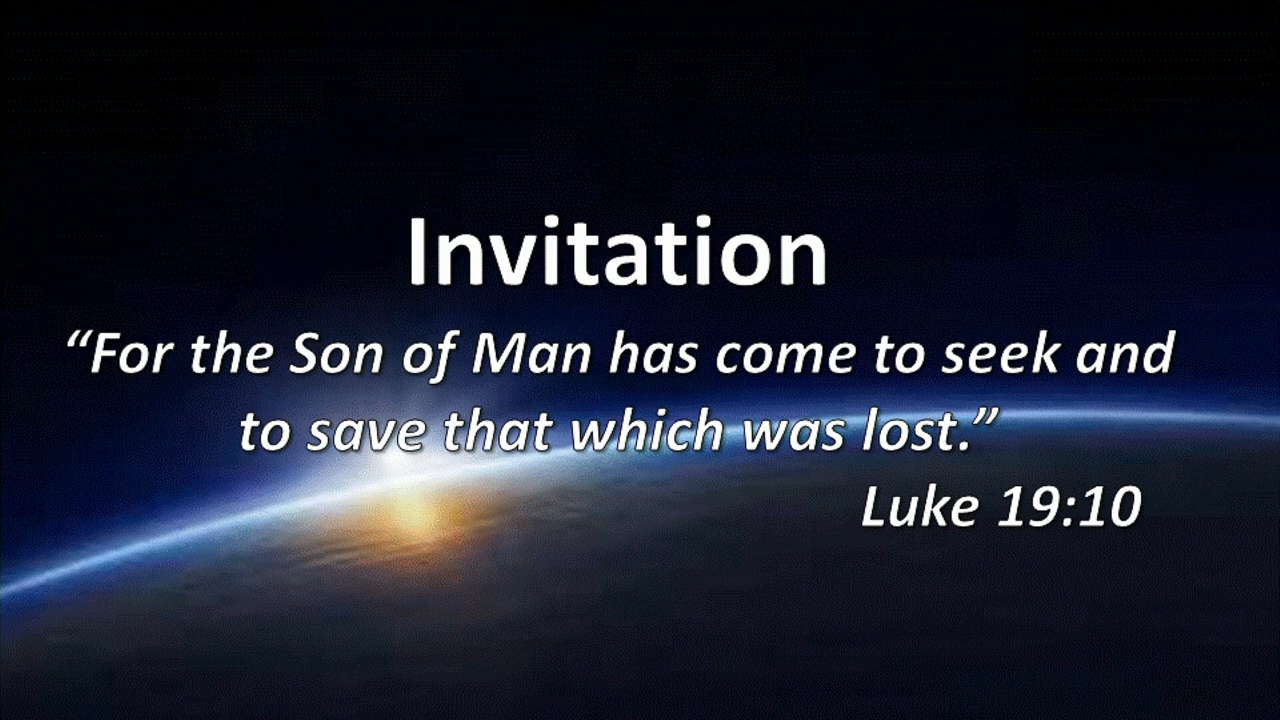 Invitation
“For the Son of Man has come to seek and
to save that which was lost.”
Luke 19:10